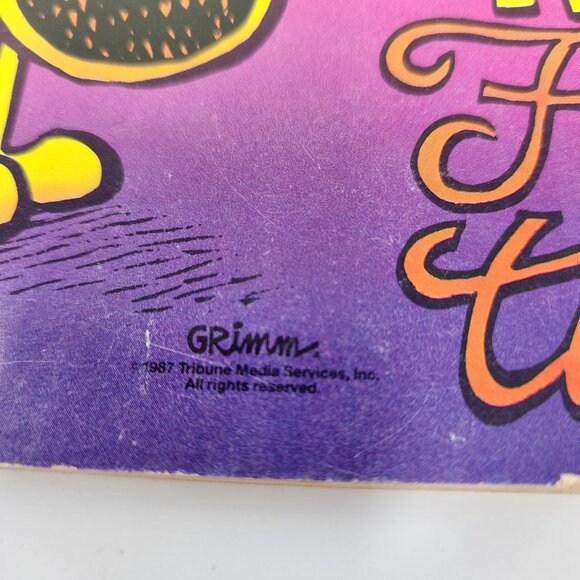 F
GRimm.
© 1987 Tribune Media Services, Inc.
All rights reserved.